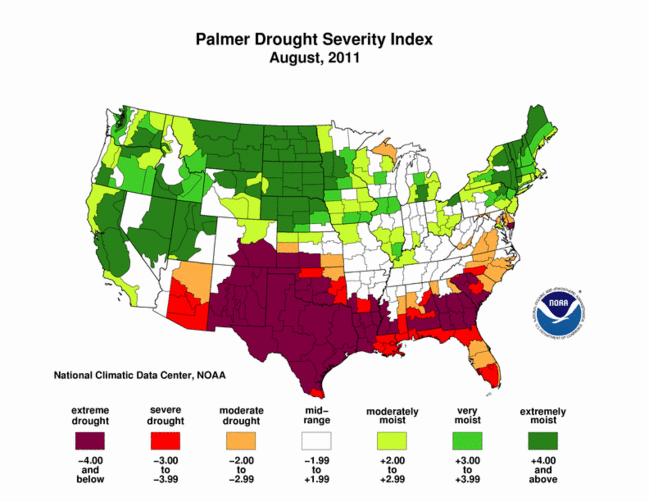 Palmer Drought Severity Index
August, 2011
NOAA
National Climatic Data Center, NOAA
extreme drought
severe drought
moderate drought
mid-range
moderately moist
very moist
extremely moist
-4.00 and below
-3.00 to -3.99
-2.00 to -2.99
-1.99 to +1.99
+2.00 to +2.99
+3.00 to +3.99
+4.00 and above